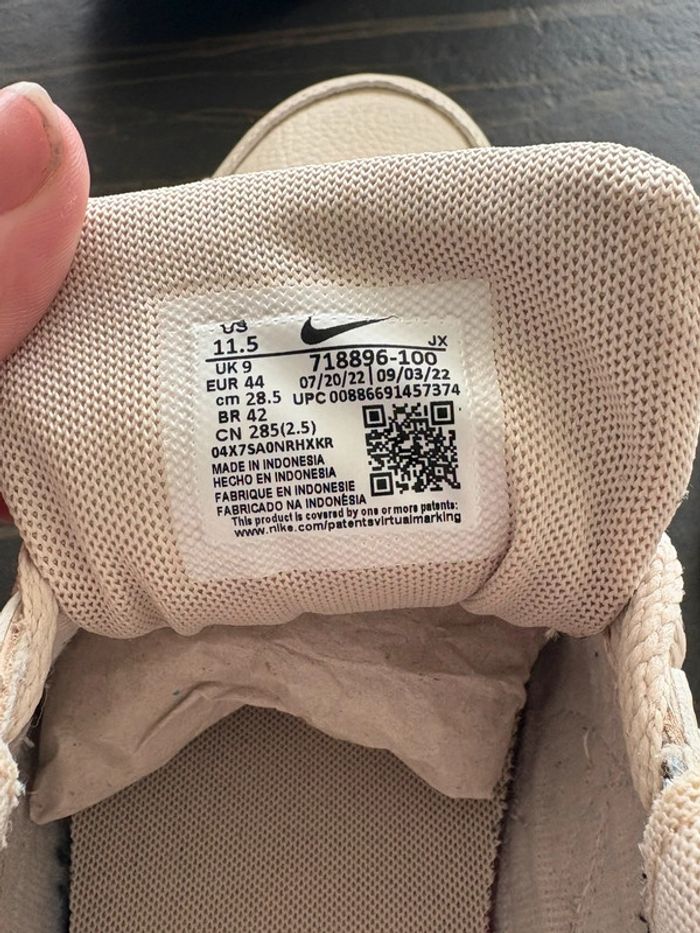 US
11.5
JX
UK 9
718896-100
EUR 44
07/20/22 | 09/03/22
cm 28.5
UPC 00886691457374
BR 42
CN 285(2.5)
04X7SA0NRHXKR
MADE IN INDONESIA
HECHO EN INDONESIA
FABRIQUE EN INDONESIE
FABRICADO NA INDONÉSIA
This product is covered by one or more patents:
www.nike.com/patentsvirtualmarking